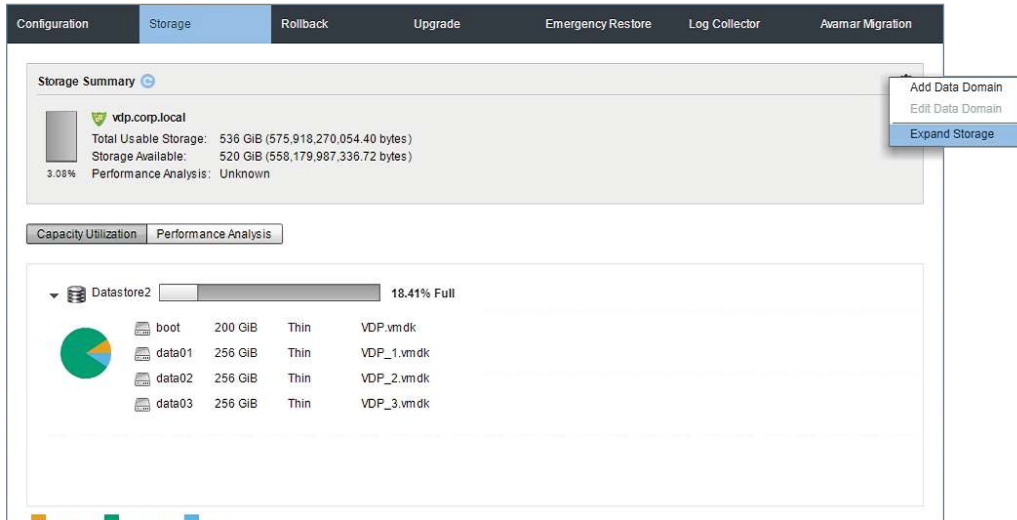 Configuration Storage Rollback Upgrade Emergency Restore Log Collector Avamar Migration
Storage Summary
Add Data Domain
Edit Data Domain
Expand Storage
vdp.corp.local
Total Usable Storage: 536 GiB (575,918,270,054.40 bytes)
Storage Available: 520 GiB (558,179,987,336.72 bytes)
3.08% Performance Analysis: Unknown
Capacity Utilization Performance Analysis
Datastore2 18.41% Full
boot 200 GiB Thin VDP.vmdk
data01 256 GiB Thin VDP_1.vmdk
data02 256 GiB Thin VDP_2.vmdk
data03 256 GiB Thin VDP_3.vmdk